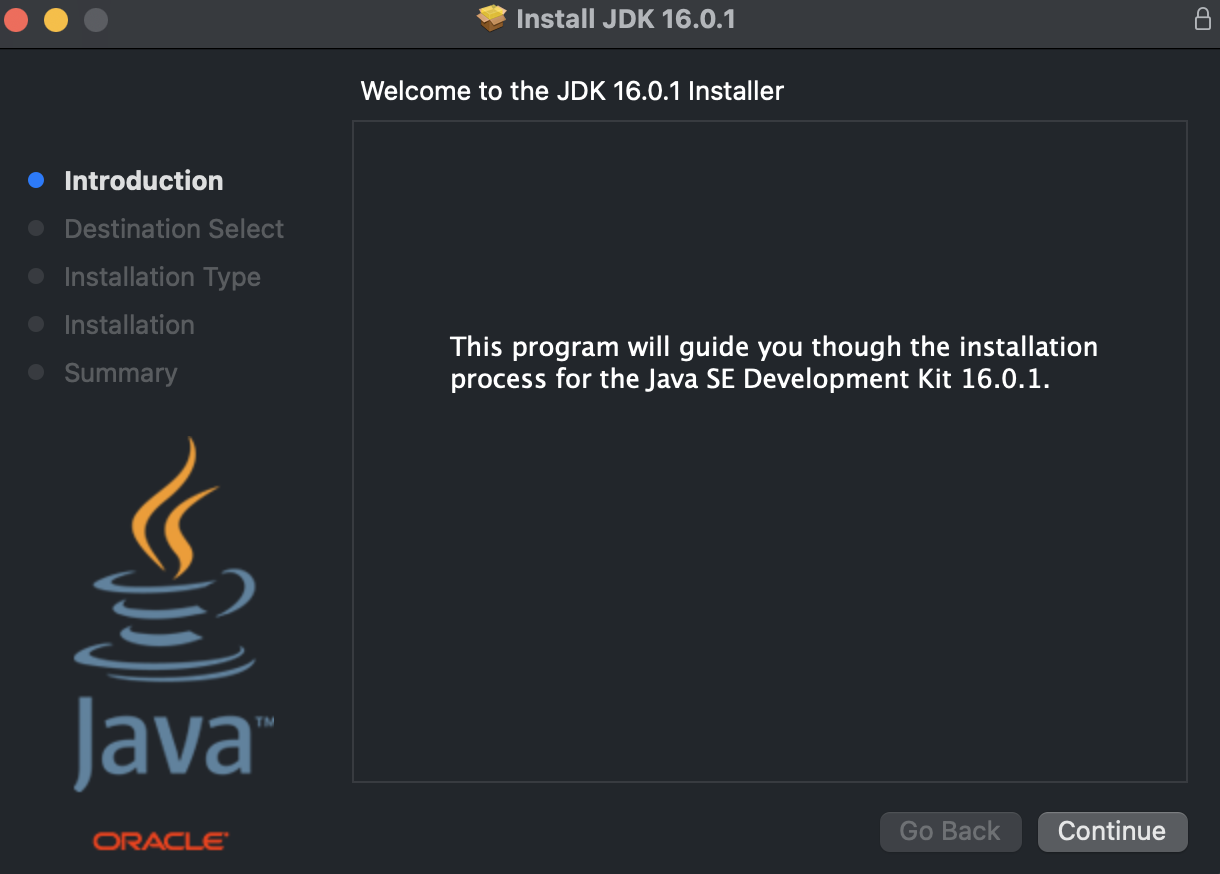 Install JDK 16.0.1
Welcome to the JDK 16.0.1 Installer
Introduction
Destination Select
Installation Type
Installation
Summary
This program will guide you though the installation
process for the Java SE Development Kit 16.0.1.
Java™
ORACLE
Go Back
Continue